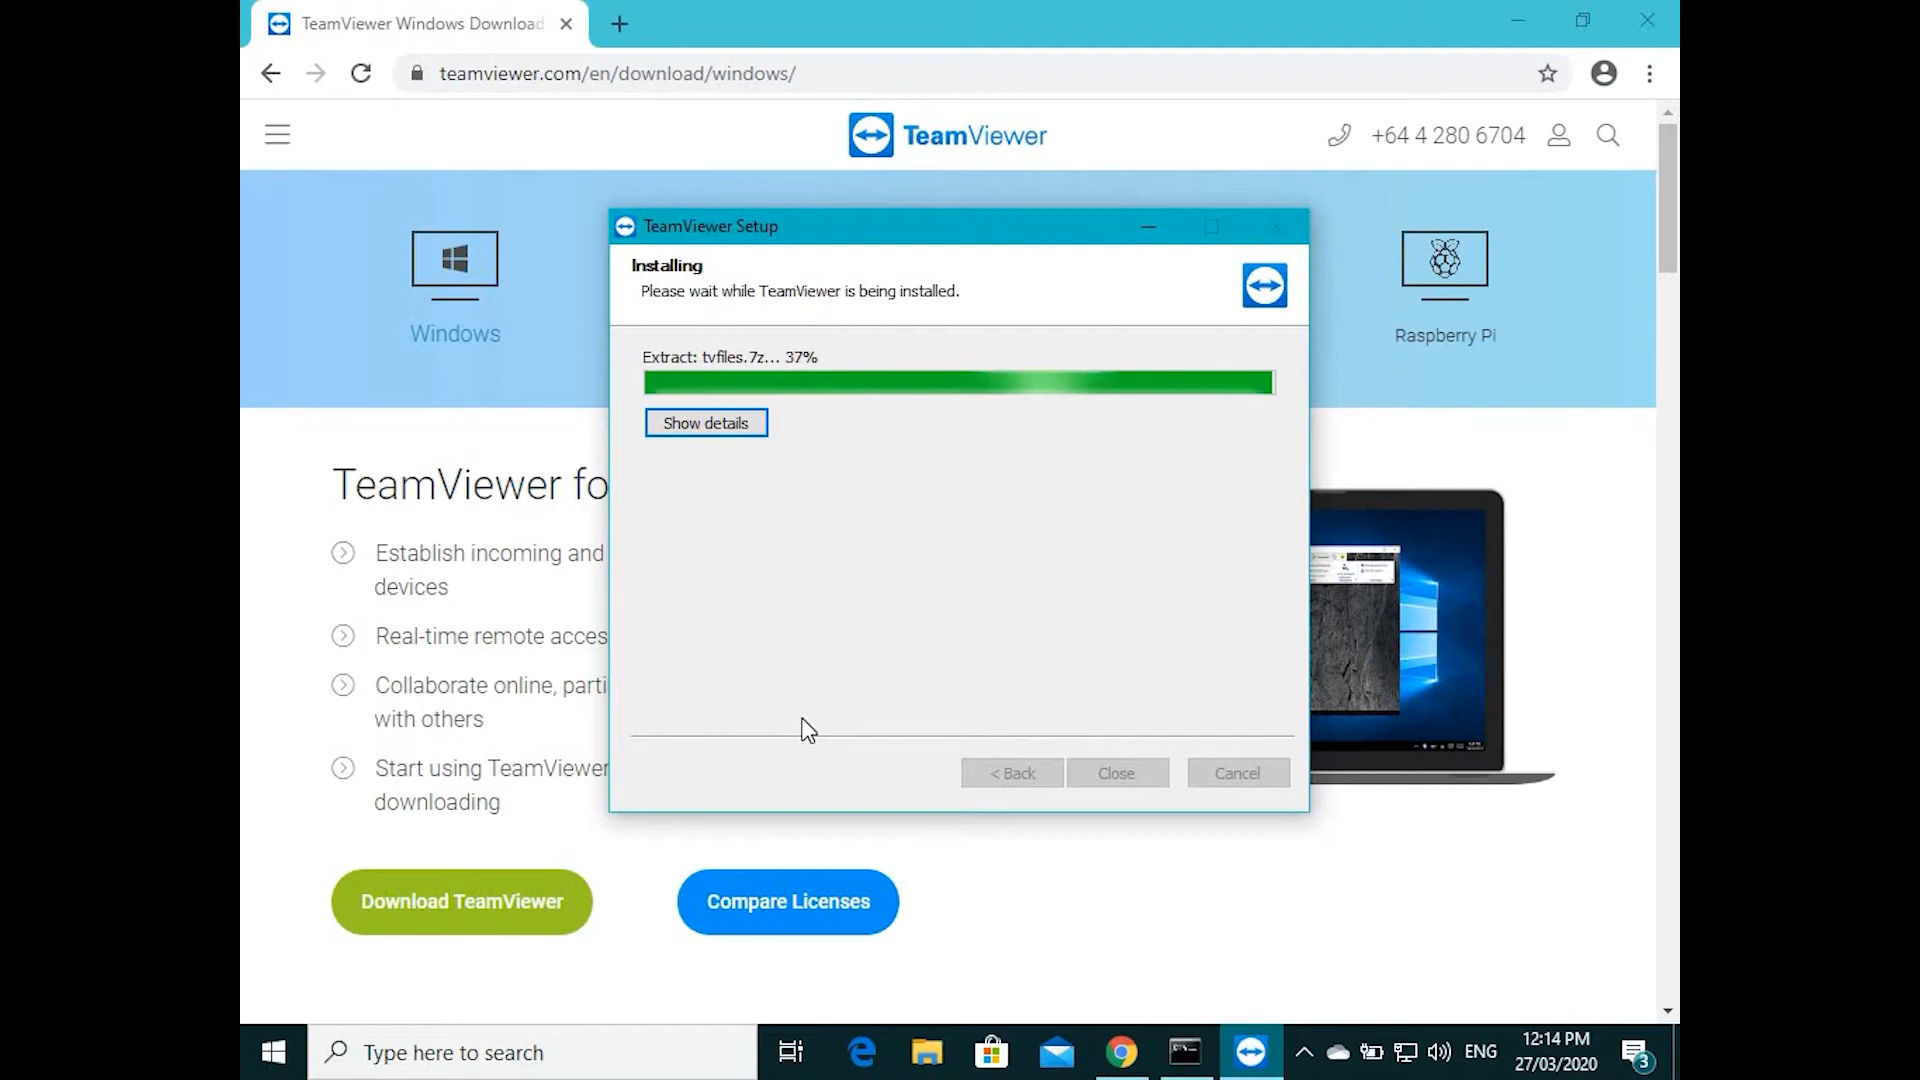 TeamViewer Windows Download
teamviewer.com/en/download/windows/
TeamViewer
+64 4 280 6704
Windows
Raspberry Pi
TeamViewer Setup
Installing
Please wait while TeamViewer is being installed.
Extract: tvfiles.7z... 37%
Show details
< Back
Close
Cancel
TeamViewer fo
Establish incoming and
devices
Real-time remote acces
Collaborate online, parti
with others
Start using TeamViewer
downloading
Download TeamViewer
Compare Licenses
Type here to search
ENG
12:14 PM
27/03/2020
3